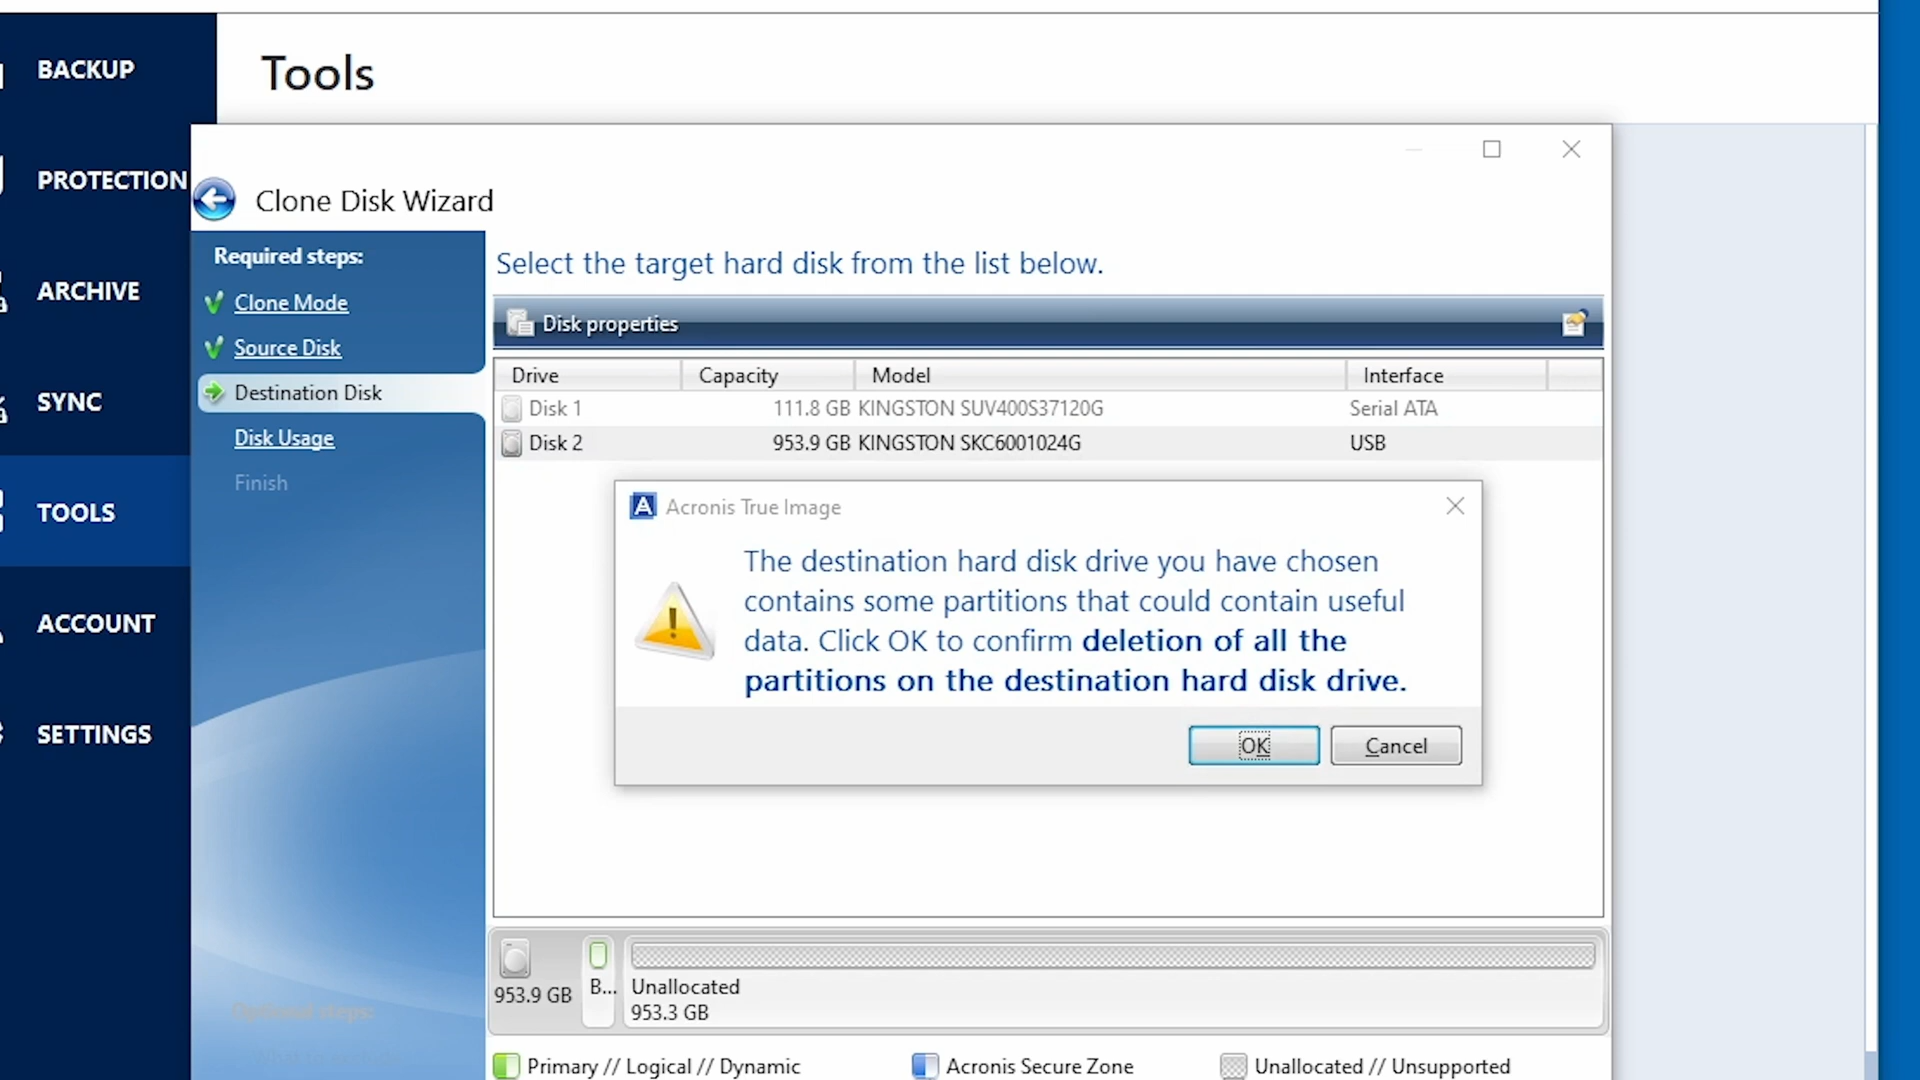 BACKUP
Tools
PROTECTION
Clone Disk Wizard
Required steps:
Select the target hard disk from the list below.
ARCHIVE
Clone Mode
Disk properties
Source Disk
Drive Capacity Model Interface
Destination Disk
Disk 1 111.8 GB KINGSTON SUV400S37120G Serial ATA
SYNC
Disk Usage
Disk 2 953.9 GB KINGSTON SKC6001024G USB
Finish
TOOLS
Acronis True Image
The destination hard disk drive you have chosen
contains some partitions that could contain useful
data. Click OK to confirm deletion of all the
partitions on the destination hard disk drive.
ACCOUNT
SETTINGS
OK Cancel
953.9 GB
B...
Unallocated
953.3 GB
Optional steps:
Primary // Logical // Dynamic
Acronis Secure Zone
Unallocated // Unsupported